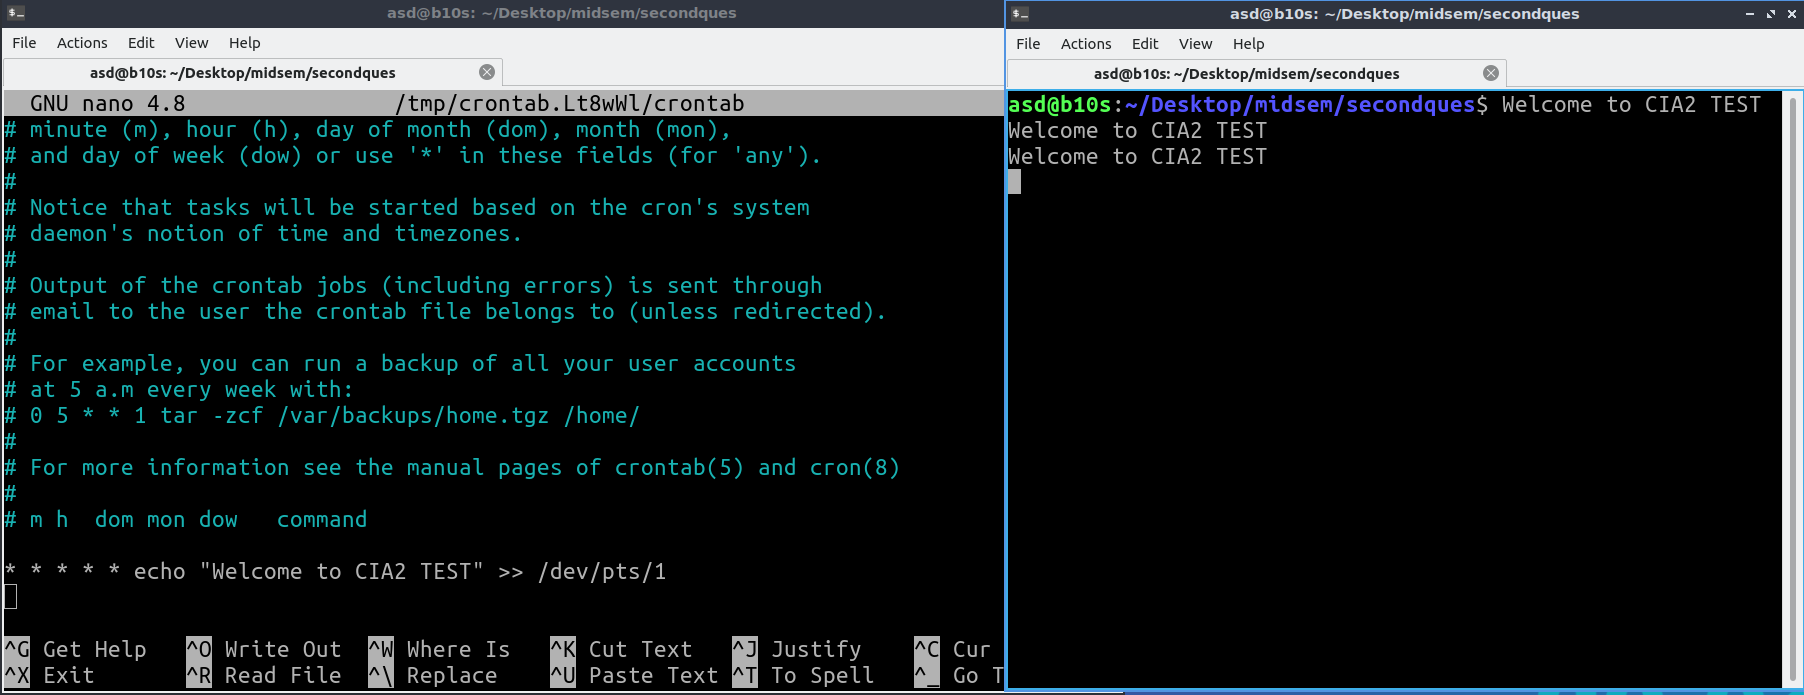 asd@b10s: ~/Desktop/midsem/secondques
File Actions Edit View Help
asd@b10s: ~/Desktop/midsem/secondques
GNU nano 4.8 /tmp/crontab.Lt8wWl/crontab
# minute (m), hour (h), day of month (dom), month (mon),
# and day of week (dow) or use '*' in these fields (for 'any').
#
# Notice that tasks will be started based on the cron's system
# daemon's notion of time and timezones.
#
# Output of the crontab jobs (including errors) is sent through
# email to the user the crontab file belongs to (unless redirected).
#
# For example, you can run a backup of all your user accounts
# at 5 a.m every week with:
# 0 5 * * 1 tar -zcf /var/backups/home.tgz /home/
#
# For more information see the manual pages of crontab(5) and cron(8)
#
# m h  dom mon dow   command
* * * * * echo "Welcome to CIA2 TEST" >> /dev/pts/1
^G Get Help ^O Write Out ^W Where Is ^K Cut Text ^J Justify ^C Cur
^X Exit ^R Read File ^\ Replace ^U Paste Text ^T To Spell ^_ Go T
asd@b10s: ~/Desktop/midsem/secondques
File Actions Edit View Help
asd@b10s: ~/Desktop/midsem/secondques
asd@b10s:~/Desktop/midsem/secondques$ Welcome to CIA2 TEST
Welcome to CIA2 TEST
Welcome to CIA2 TEST